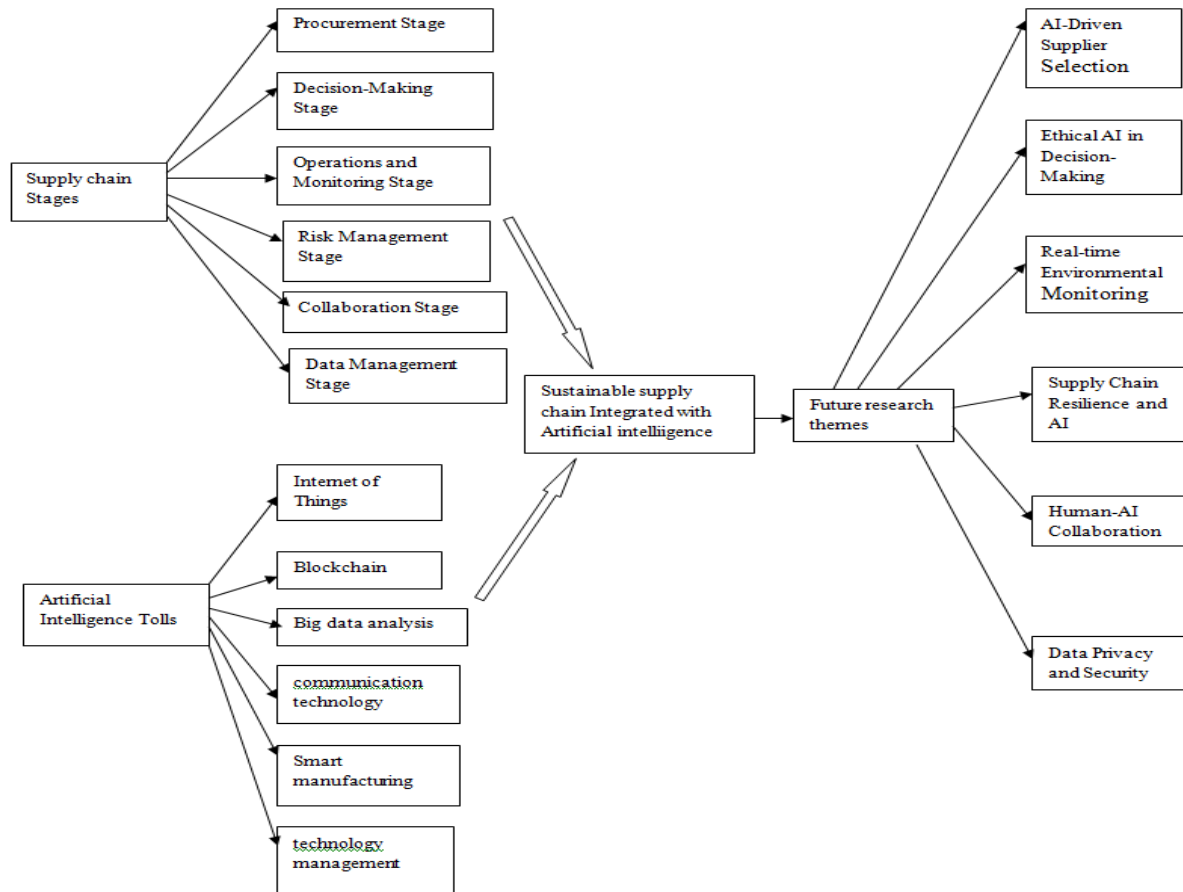 Supply chain
Stages
Procurement Stage
Decision-Making
Stage
Operations and
Monitoring Stage
Risk Management
Stage
Collaboration Stage
Data Management
Stage
Artificial
Intelligence Tolls
Internet of
Things
Blockchain
Big data analysis
communication
technology
Smart
manufacturing
technology
management
Sustainable supply
chain Integrated with
Artificial intelliigence
Future research
themes
AI-Driven
Supplier
Selection
Ethical AI in
Decision-
Making
Real-time
Environmental
Monitoring
Supply Chain
Resilience and
AI
Human-AI
Collaboration
Data Privacy
and Security